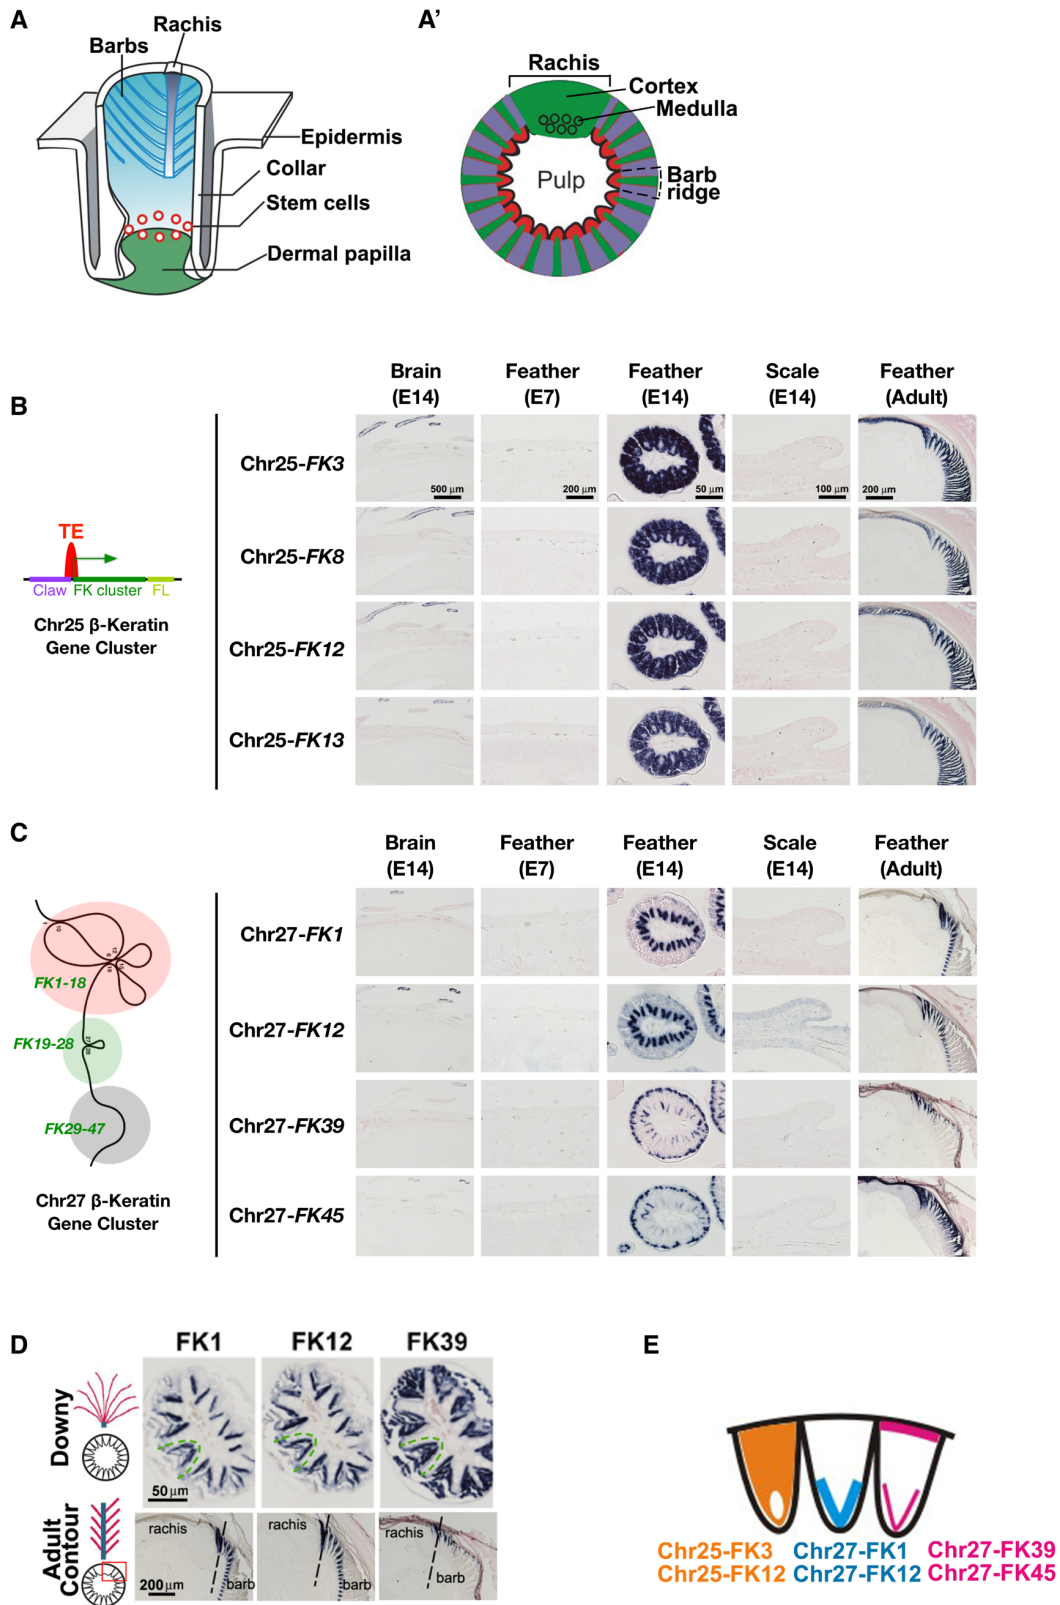 A
Rachis
Barbs
Epidermis
Collar
Stem cells
Dermal papilla
A'
Rachis
Cortex
Medulla
Pulp
Barb
ridge
B
Brain
(E14)
Feather
(E7)
Feather
(E14)
Scale
(E14)
Feather
(Adult)
Chr25-FK3
500 µm
200 µm
50 µm
100 µm
200 µm
Chr25-FK8
Chr25-FK12
Chr25-FK13
TE
Claw
FK cluster
FL
Chr25 β-Keratin
Gene Cluster
C
Brain
(E14)
Feather
(E7)
Feather
(E14)
Scale
(E14)
Feather
(Adult)
Chr27-FK1
Chr27-FK12
Chr27-FK39
Chr27-FK45
FK1-18
FK19-28
FK29-47
Chr27 β-Keratin
Gene Cluster
D
FK1
FK12
FK39
Downy
50 µm
Adult
Contour
rachis
barb
200 µm
rachis
barb
rachis
barb
E
Chr25-FK3
Chr25-FK12
Chr27-FK1
Chr27-FK12
Chr27-FK39
Chr27-FK45